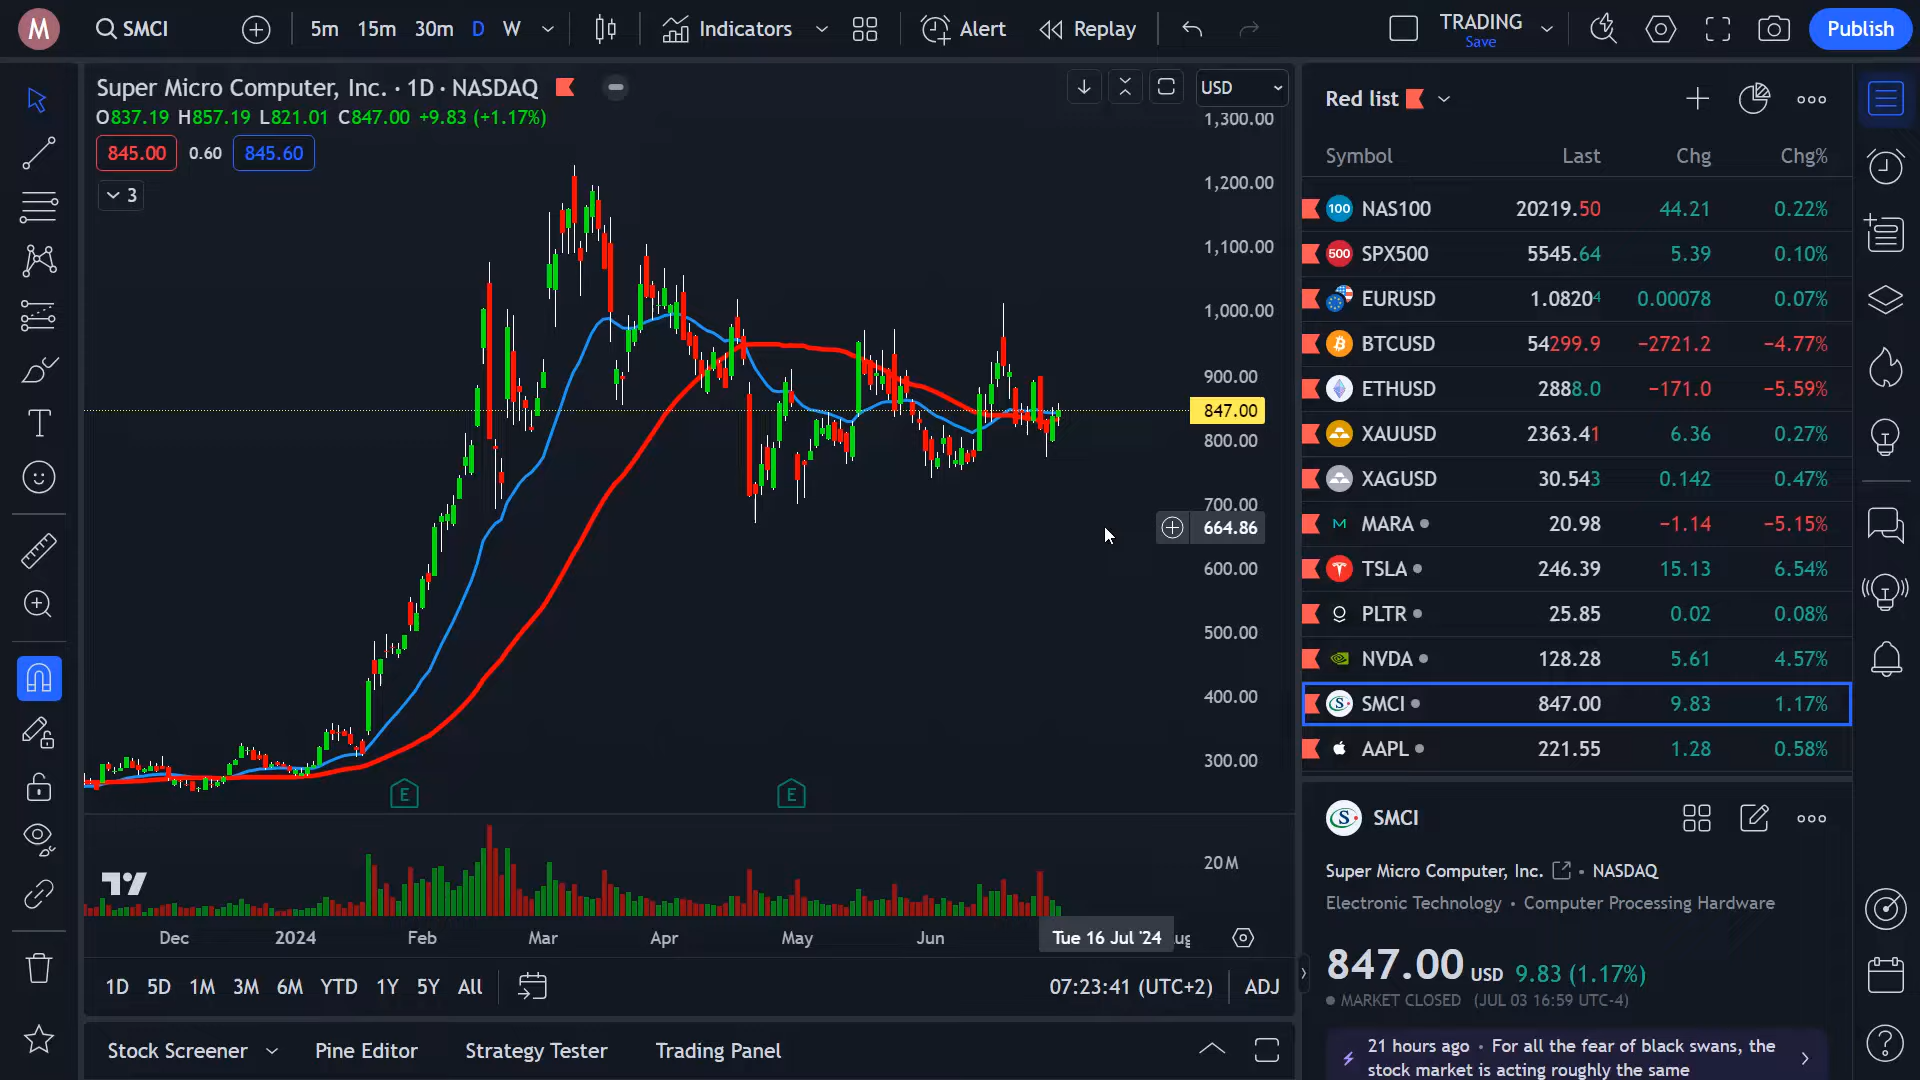 M
SMCI
5m 15m 30m D W
Indicators
Alert
Replay
TRADING
Save
Publish
Super Micro Computer, Inc. · 1D · NASDAQ
O837.19 H857.19 L821.01 C847.00 +9.83 (+1.17%)
845.00 0.60 845.60
3
USD
1,300.00
1,200.00
1,100.00
1,000.00
900.00
847.00
800.00
700.00
664.86
600.00
500.00
400.00
300.00
E E
20M
Dec 2024 Feb Mar Apr May Jun Tue 16 Jul '24
1D 5D 1M 3M 6M YTD 1Y 5Y All
07:23:41 (UTC+2) ADJ
Stock Screener Pine Editor Strategy Tester Trading Panel
Red list
Symbol Last Chg Chg%
100 NAS100 20219.50 44.21 0.22%
500 SPX500 5545.64 5.39 0.10%
EURUSD 1.0820⁴ 0.00078 0.07%
BTCUSD 54299.9 −2721.2 −4.77%
ETHUSD 2888.0 −171.0 −5.59%
XAUUSD 2363.41 6.36 0.27%
XAGUSD 30.543 0.142 0.47%
M MARA 20.98 −1.14 −5.15%
TSLA 246.39 15.13 6.54%
PLTR 25.85 0.02 0.08%
NVDA 128.28 5.61 4.57%
S SMCI 847.00 9.83 1.17%
AAPL 221.55 1.28 0.58%
S SMCI
Super Micro Computer, Inc. • NASDAQ
Electronic Technology • Computer Processing Hardware
847.00 USD 9.83 (1.17%)
MARKET CLOSED (JUL 03 16:59 UTC-4)
21 hours ago • For all the fear of black swans, the
stock market is acting roughly the same